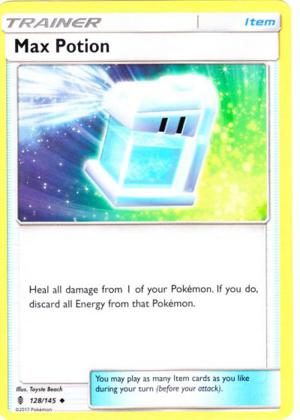 TRAINER Item
Max Potion
Heal all damage from 1 of your Pokémon. If you do,
discard all Energy from that Pokémon.
Illus. Toyste Beach
128/145
©2017 Pokémon
You may play as many Item cards as you like
during your turn (before your attack).